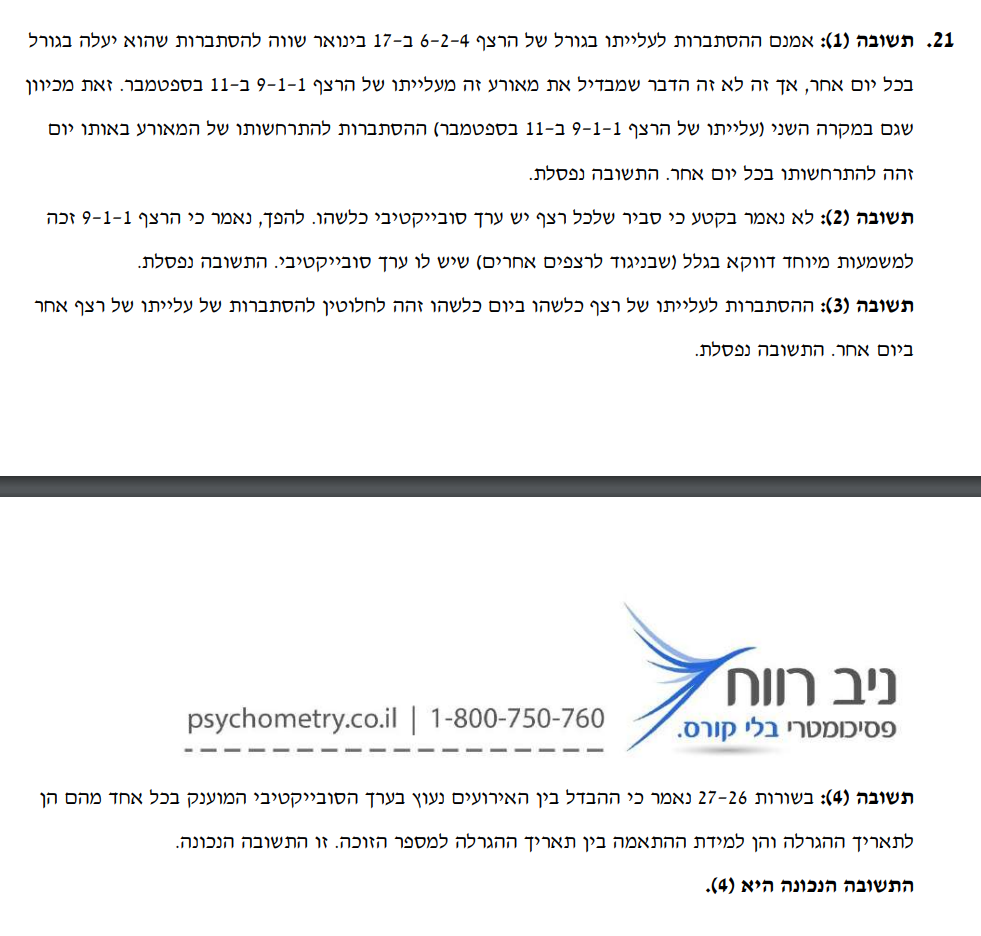 21. תשובה (1): אמנם ההסתברות לעלייתו בגורל של הרצף 6-2-4 ב-17 בינואר שווה להסתברות שהוא יעלה בגורל
בכל יום אחר, אך זה לא זה הדבר שמבדיל את מאורע זה מעלייתו של הרצף 9-1-1 ב-11 בספטמבר. זאת מכיוון
שגם במקרה השני (עלייתו של הרצף 9-1-1 ב-11 בספטמבר) ההסתברות להתרחשותו של המאורע באותו יום
זהה להתרחשותו בכל יום אחר. התשובה נפסלת.
תשובה (2): לא נאמר בקטע כי סביר שלכל רצף יש ערך סובייקטיבי כלשהו. להפך, נאמר כי הרצף 9-1-1 זכה
למשמעות מיוחד דווקא בגלל (שבניגוד לרצפים אחרים) שיש לו ערך סובייקטיבי. התשובה נפסלת.
תשובה (3): ההסתברות לעלייתו של רצף כלשהו ביום כלשהו זהה לחלוטין להסתברות של עלייתו של רצף אחר
ביום אחר. התשובה נפסלת.
ניב רווח
פסיכומטרי בלי קורס.
psychometry.co.il | 1-800-750-760
תשובה (4): בשורות 27-26 נאמר כי ההבדל בין האירועים נעוץ בערך הסובייקטיבי המוענק בכל אחד מהם הן
לתאריך ההגרלה והן למידת ההתאמה בין תאריך ההגרלה למספר הזוכה. זו התשובה הנכונה.
התשובה הנכונה היא (4).